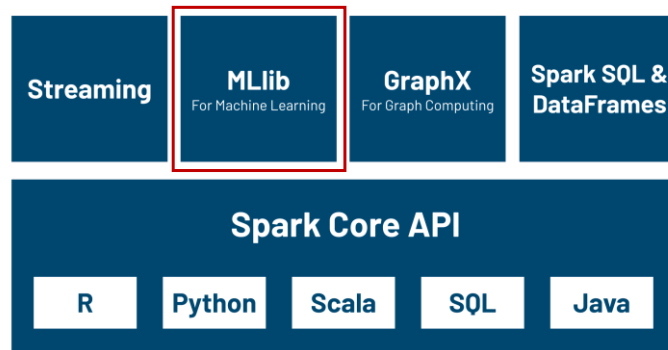 Streaming
MLlib
For Machine Learning
GraphX
For Graph Computing
Spark SQL &
DataFrames
Spark Core API
R
Python
Scala
SQL
Java